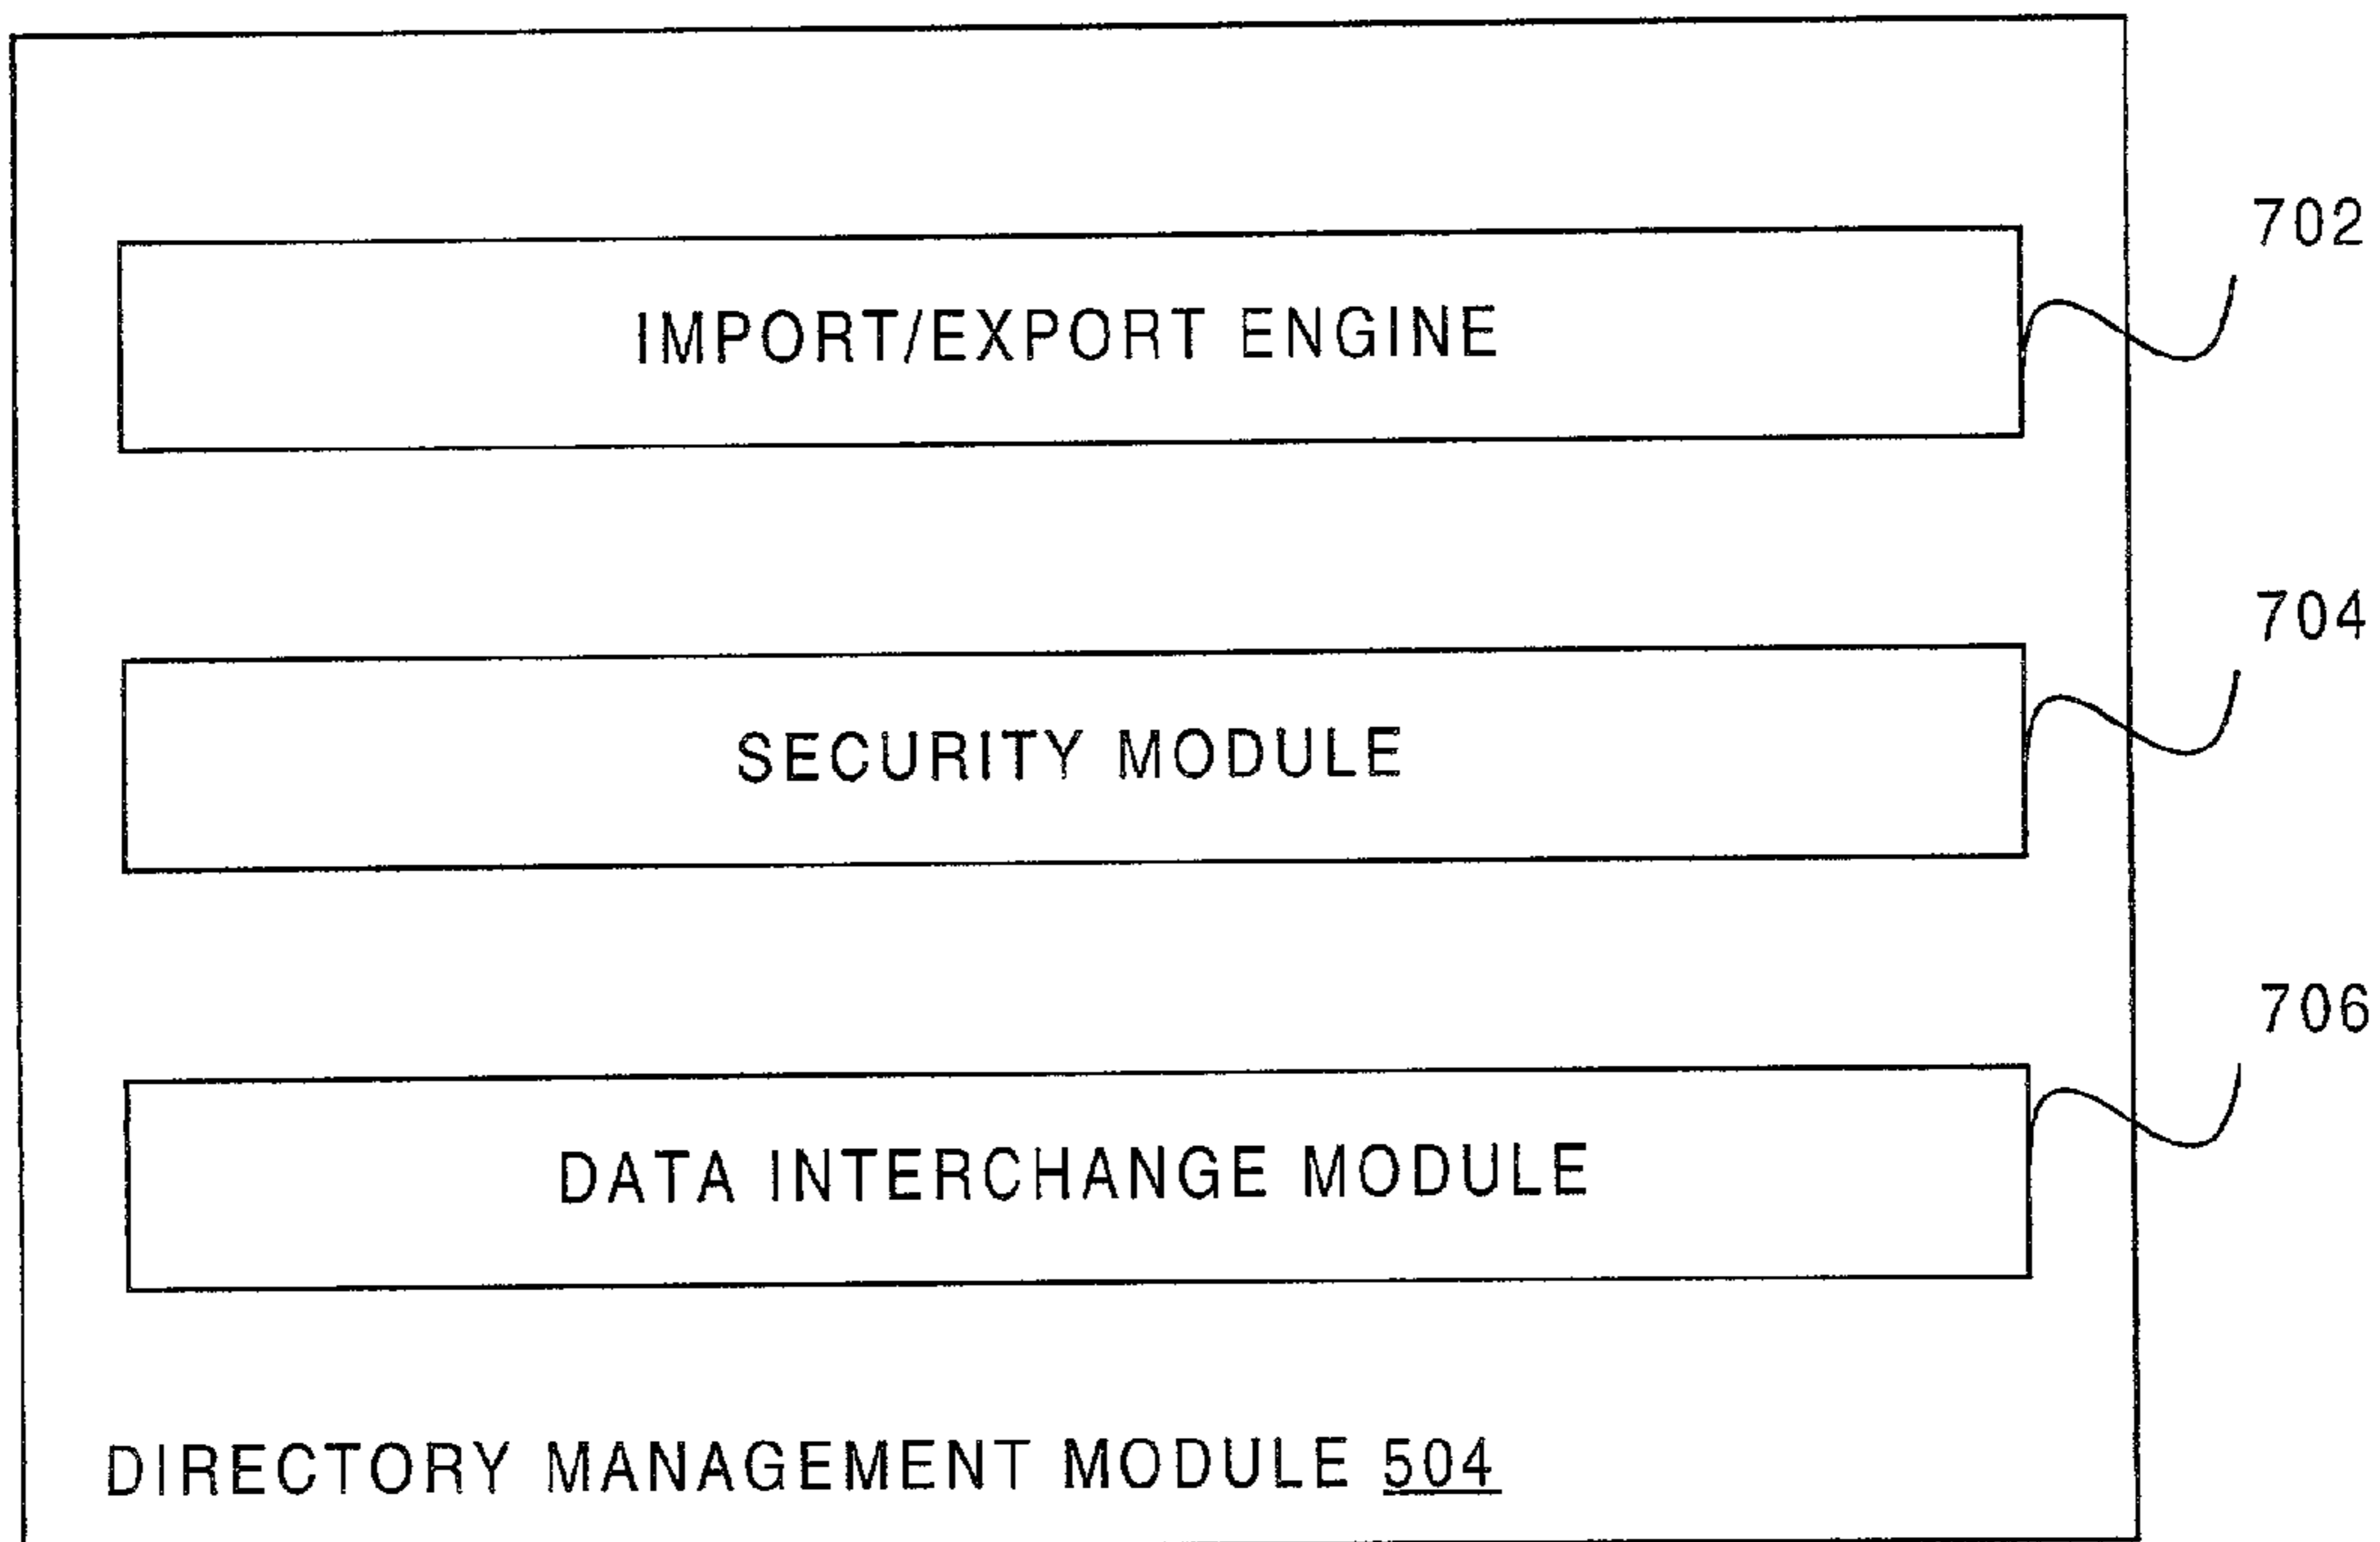 702
IMPORT/EXPORT ENGINE
704
SECURITY MODULE
706
DATA INTERCHANGE MODULE
DIRECTORY MANAGEMENT MODULE 504